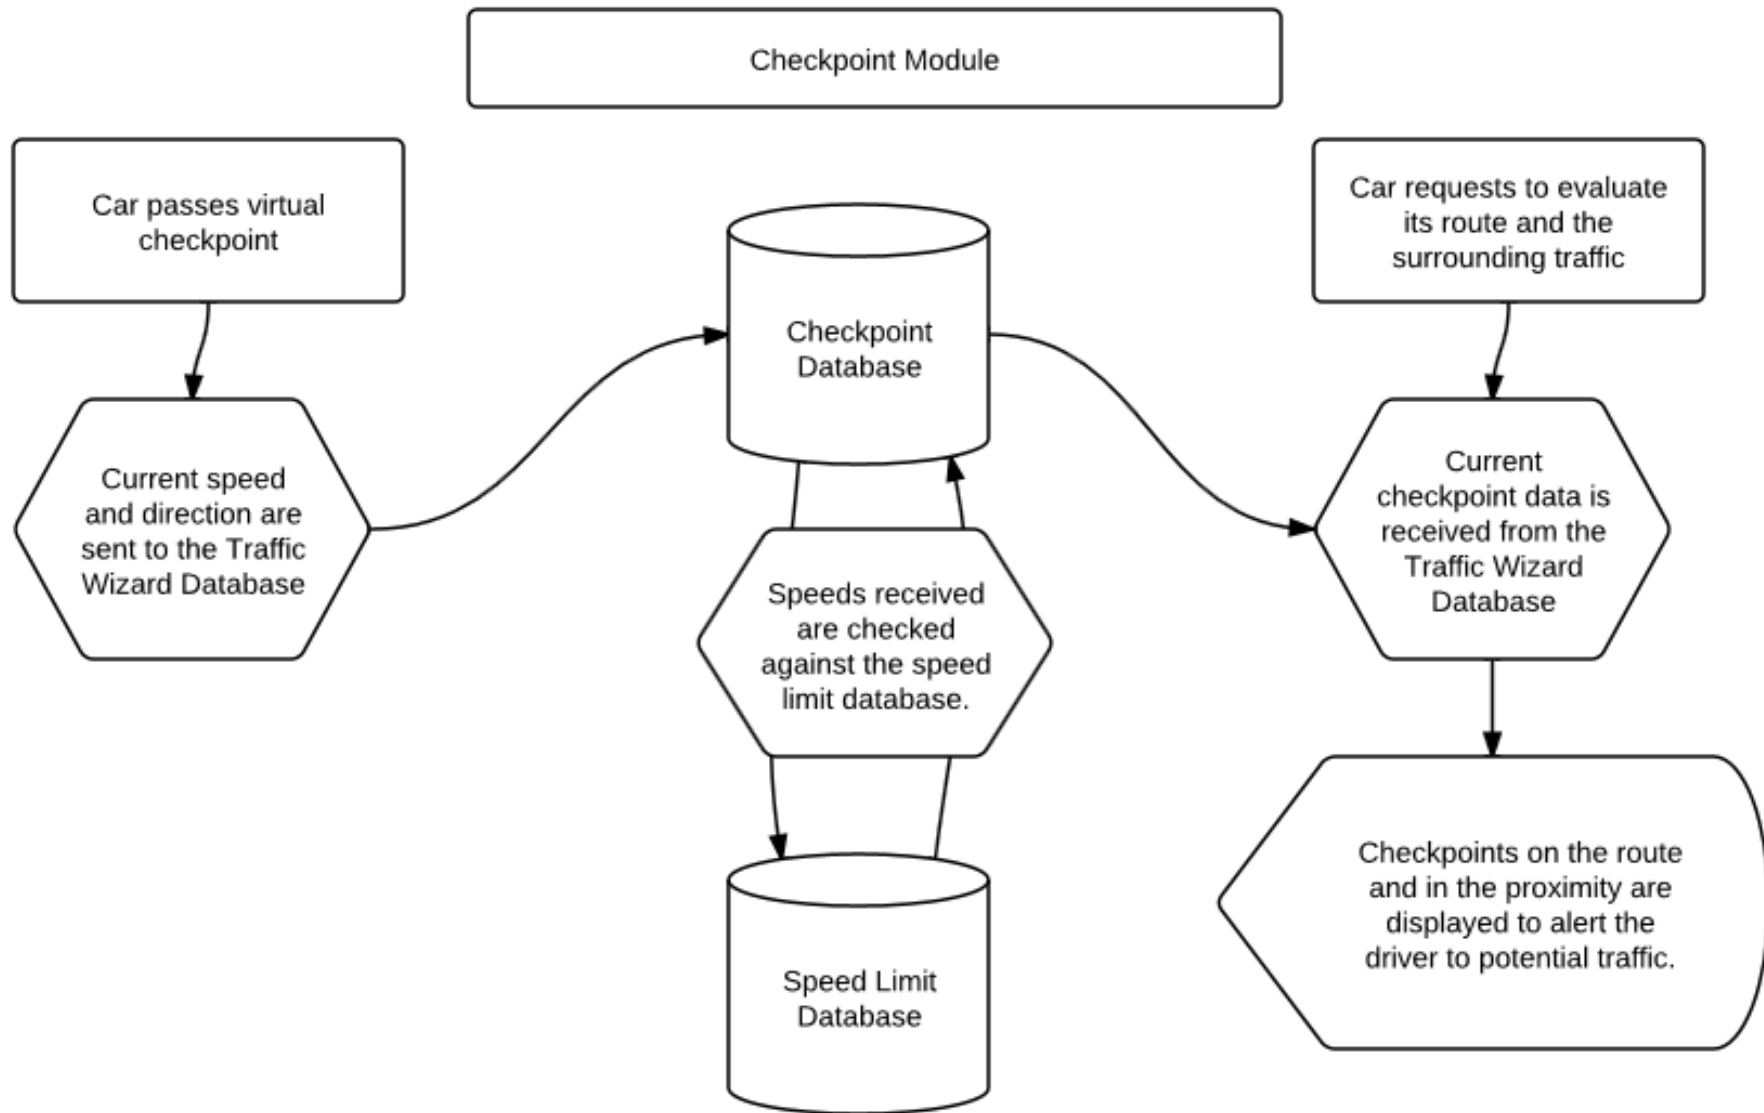 Checkpoint Module
Car passes virtual
checkpoint
Current speed
and direction are
sent to the Traffic
Wizard Database
Checkpoint
Database
Speeds received
are checked
against the speed
limit database.
Speed Limit
Database
Car requests to evaluate
its route and the
surrounding traffic
Current
checkpoint data is
received from the
Traffic Wizard
Database
Checkpoints on the route
and in the proximity are
displayed to alert the
driver to potential traffic.